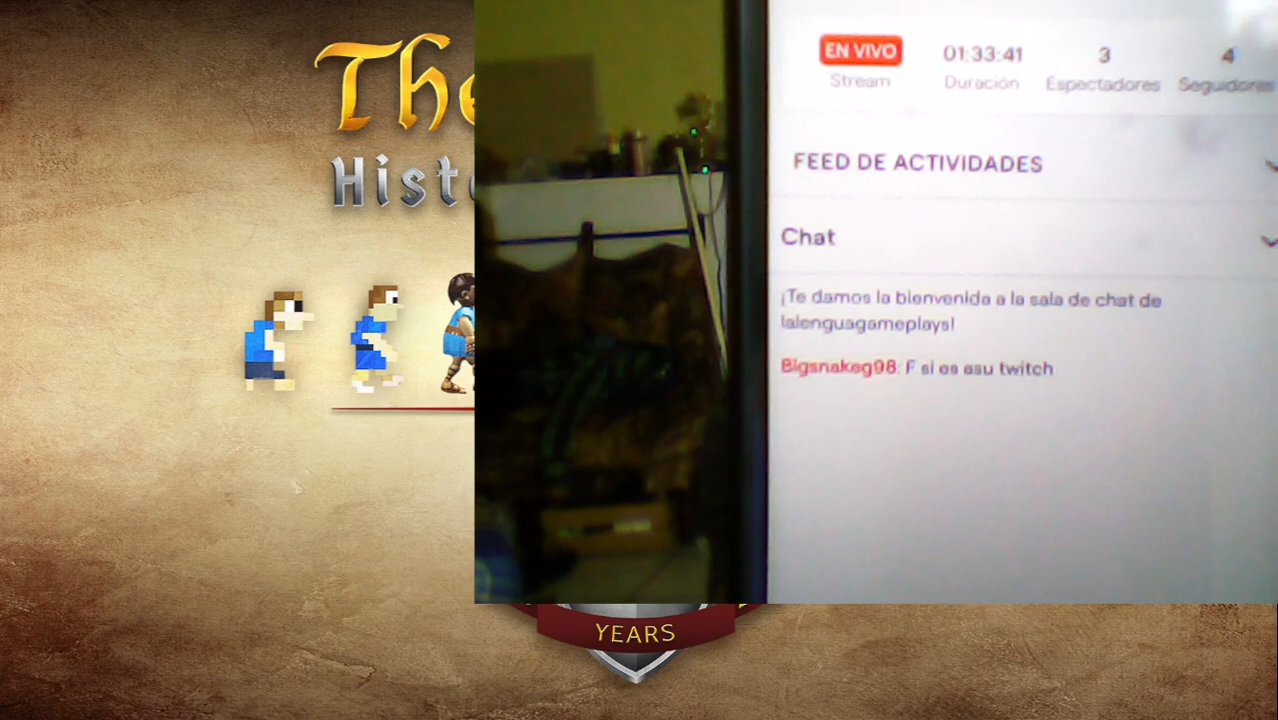 The
Hist
EN VIVO 01:33:41 3 4
Stream Duración Espectadores Seguidores
FEED DE ACTIVIDADES
Chat
¡Te damos la bienvenida a la sala de chat de
lalenguagameplays!
Bigsnakeg98: F si es asu twitch
YEARS